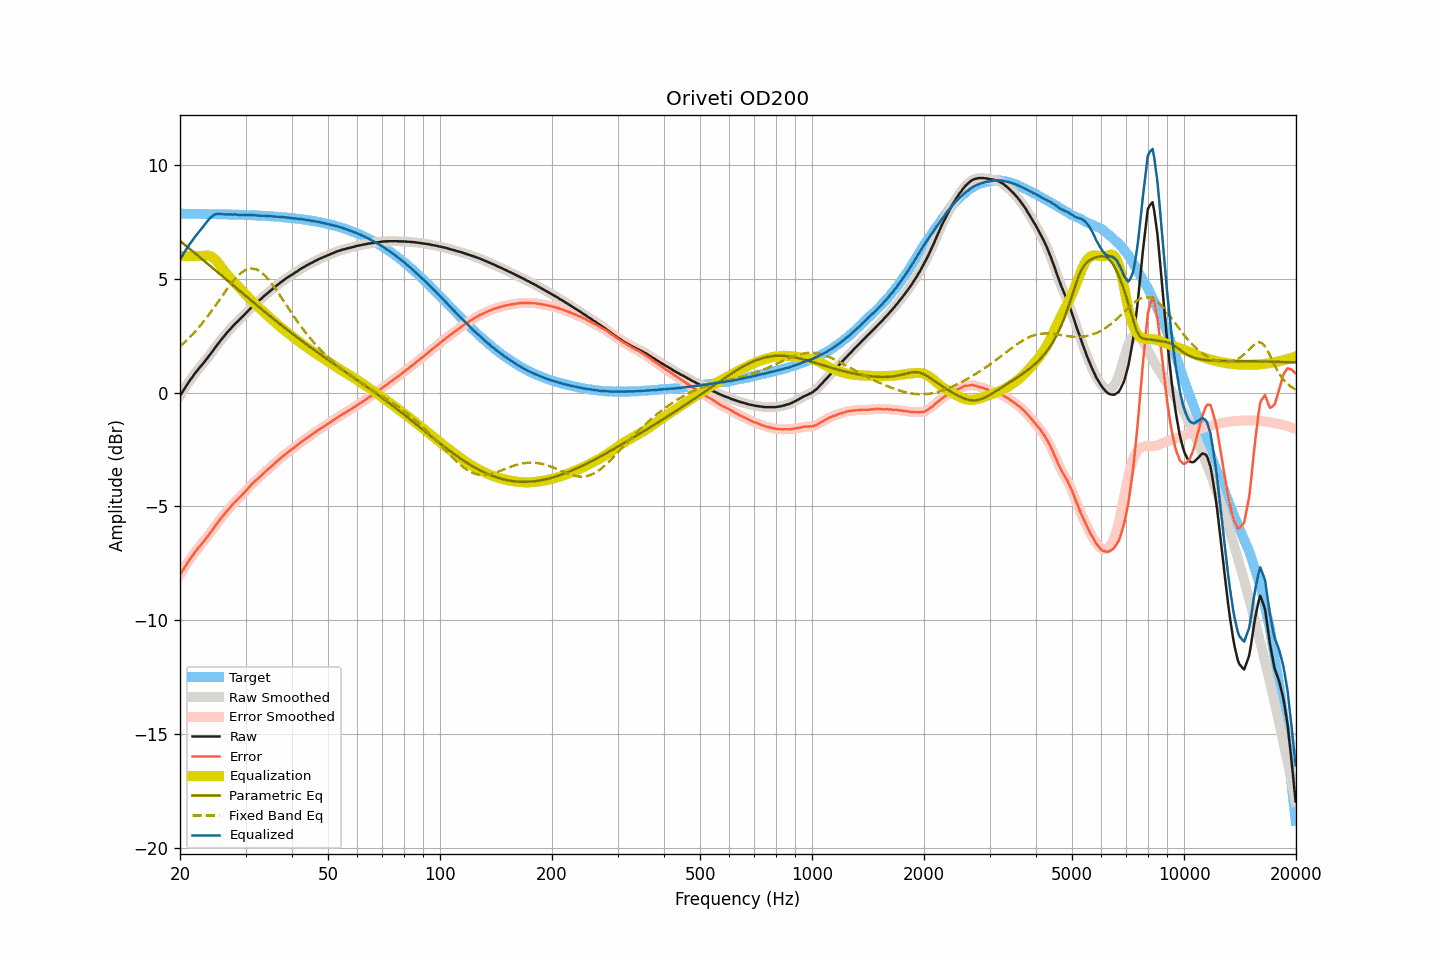 Oriveti OD200
Amplitude (dBr)
10
5
0
−5
−10
−15
−20
Target
Raw Smoothed
Error Smoothed
Raw
Error
Equalization
Parametric Eq
Fixed Band Eq
Equalized
20 50 100 200 500 1000 2000 5000 10000 20000
Frequency (Hz)